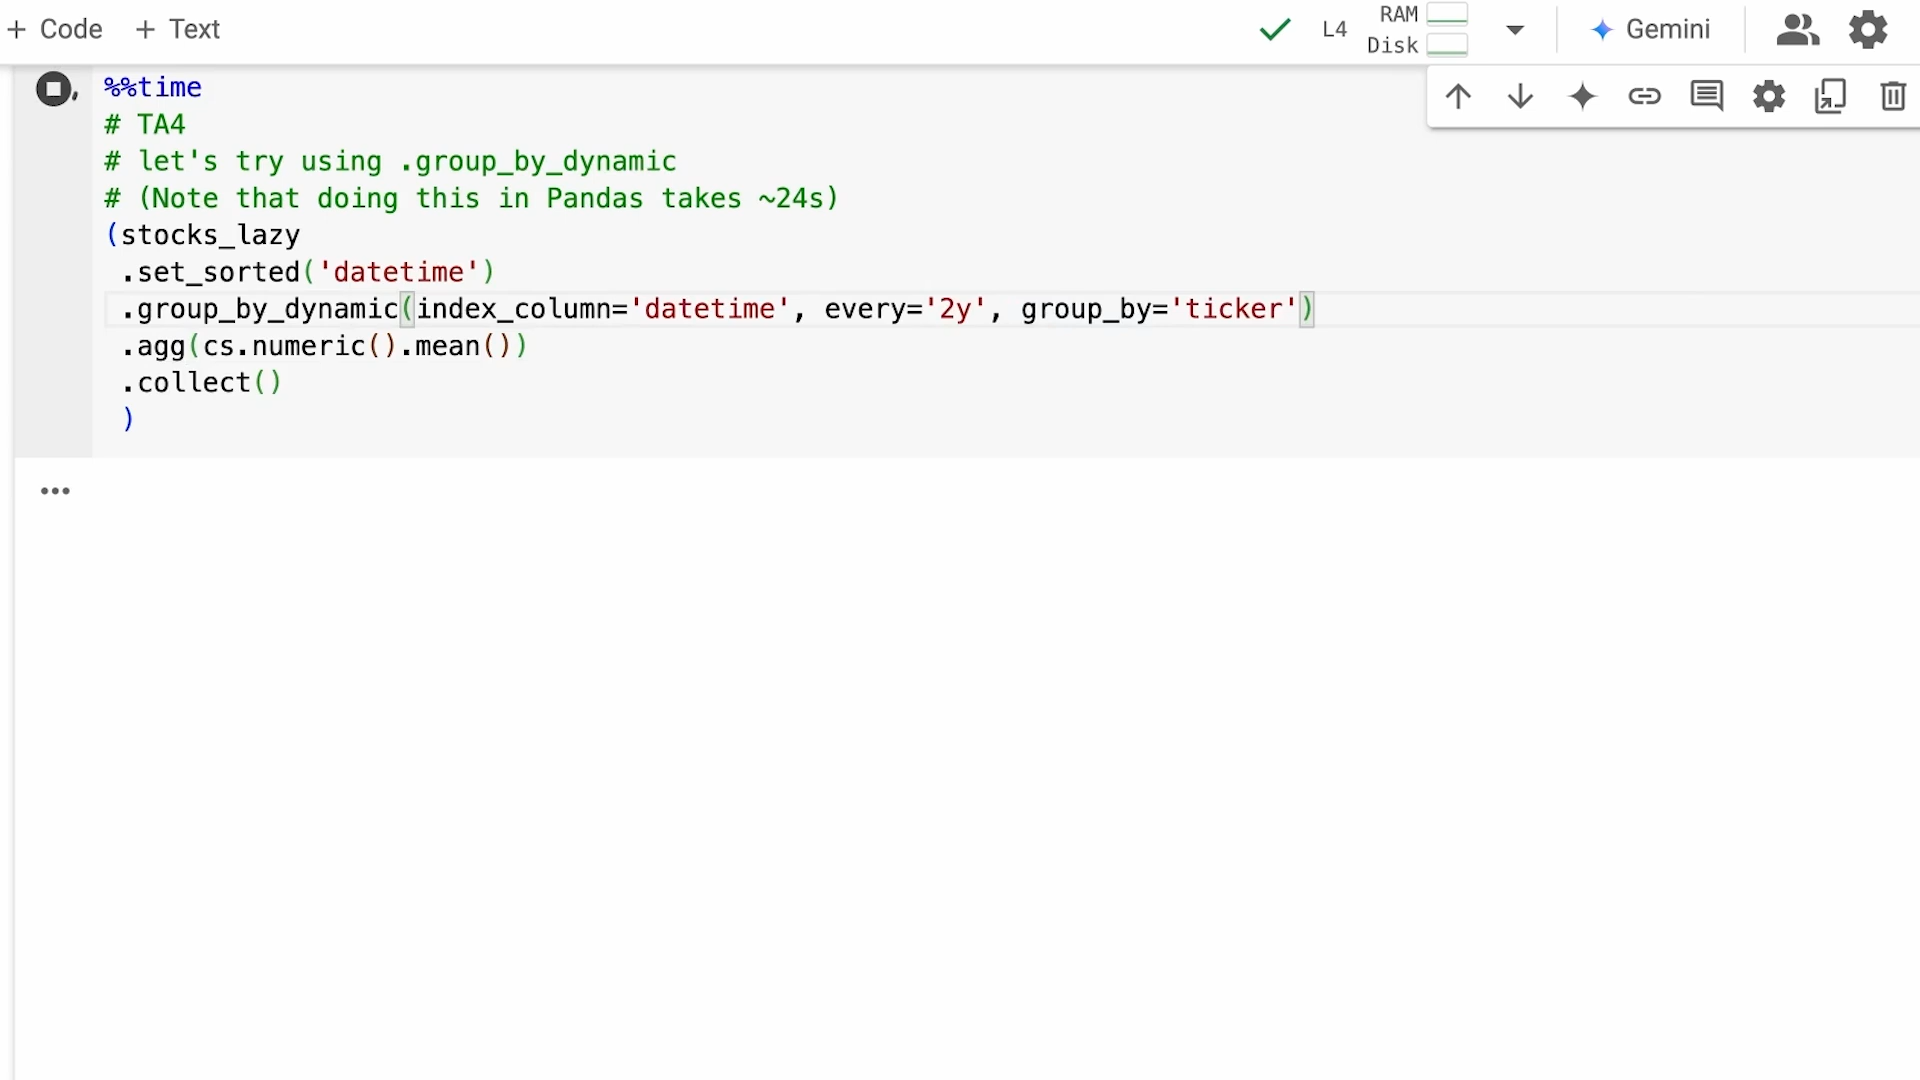 + Code + Text
L4
RAM
Disk
Gemini
%%time
# TA4
# let's try using .group_by_dynamic
# (Note that doing this in Pandas takes ~24s)
(stocks_lazy
.set_sorted('datetime')
.group_by_dynamic(index_column='datetime', every='2y', group_by='ticker')
.agg(cs.numeric().mean())
.collect()
)